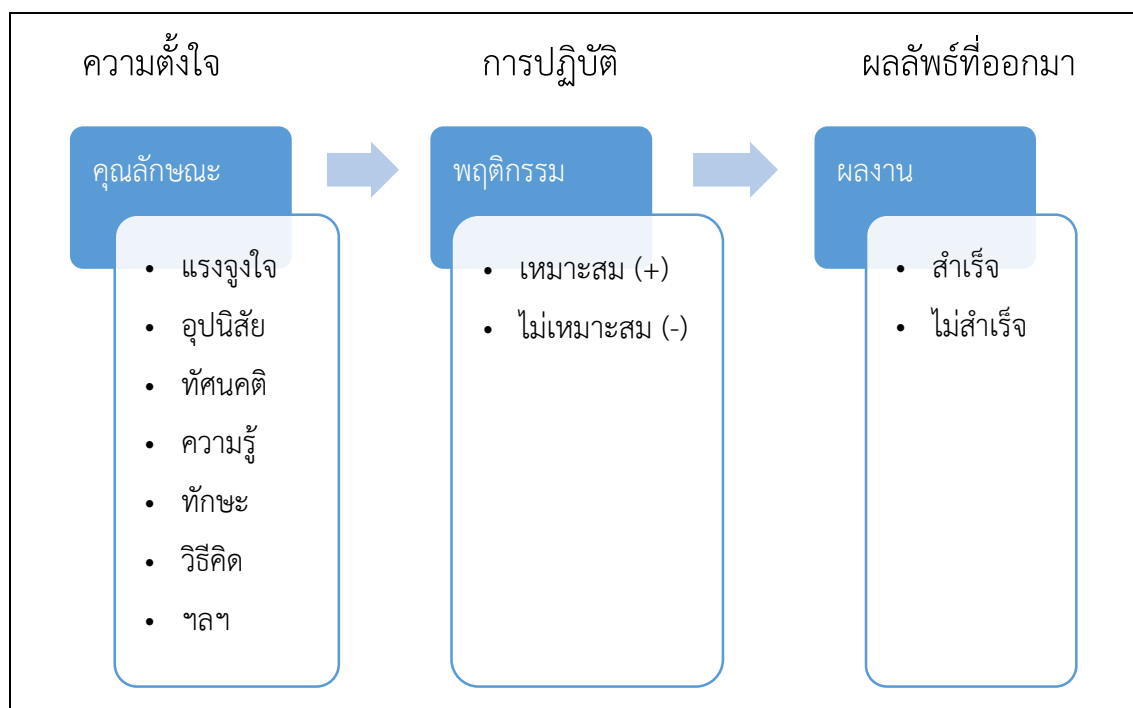 ความตั้งใจ
การปฏิบัติ
ผลลัพธ์ที่ออกมา
คุณลักษณะ
• แรงจูงใจ
• อุปนิสัย
• ทัศนคติ
• ความรู้
• ทักษะ
• วิธีคิด
• ฯลฯ
พฤติกรรม
• เหมาะสม (+)
• ไม่เหมาะสม (-)
ผลงาน
• สำเร็จ
• ไม่สำเร็จ